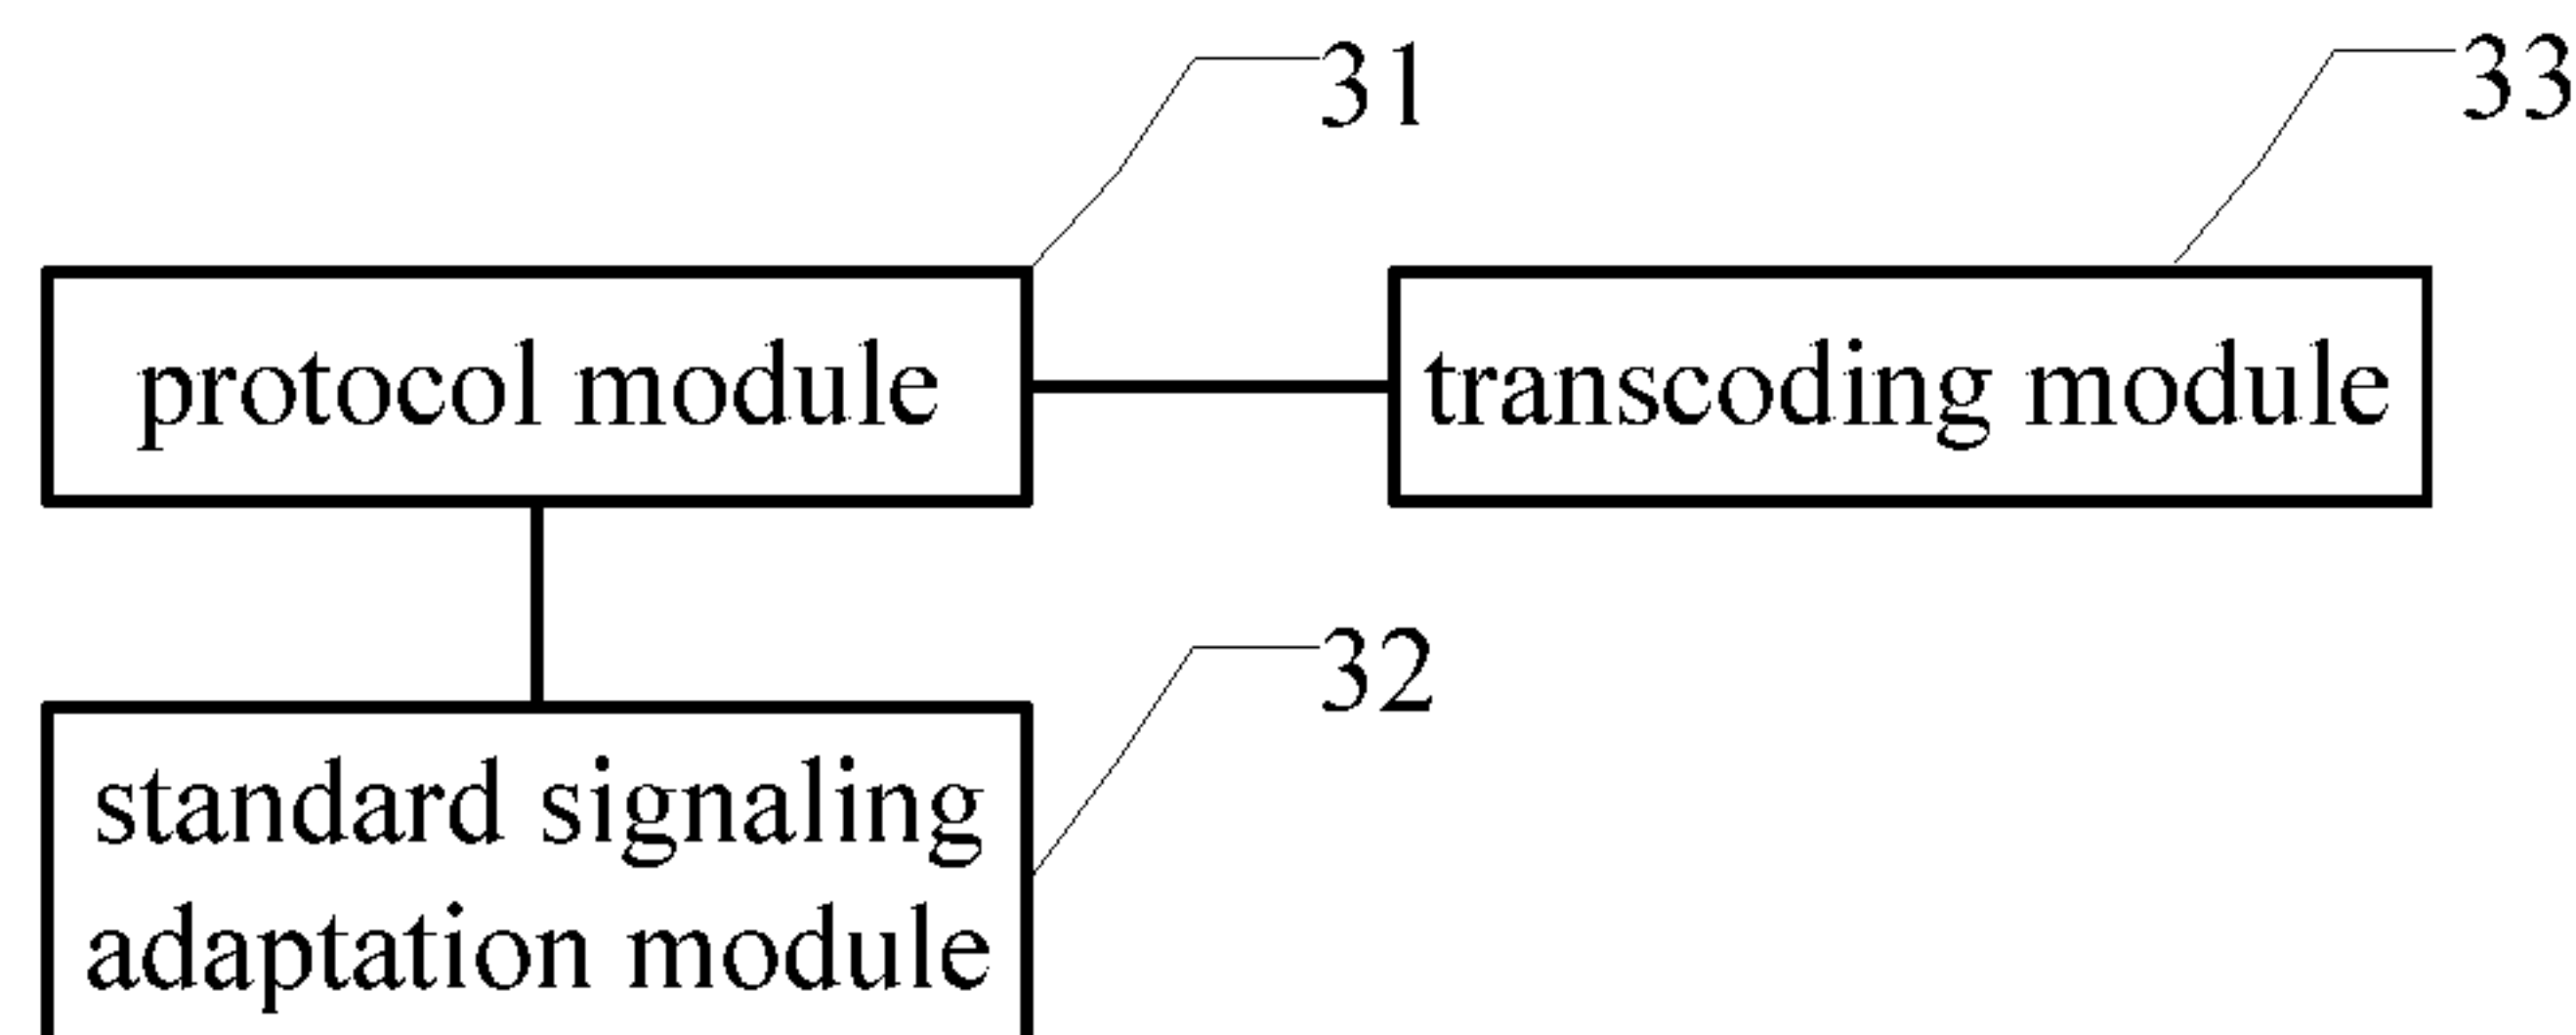 31
33
protocol module
transcoding module
32
standard signaling
adaptation module